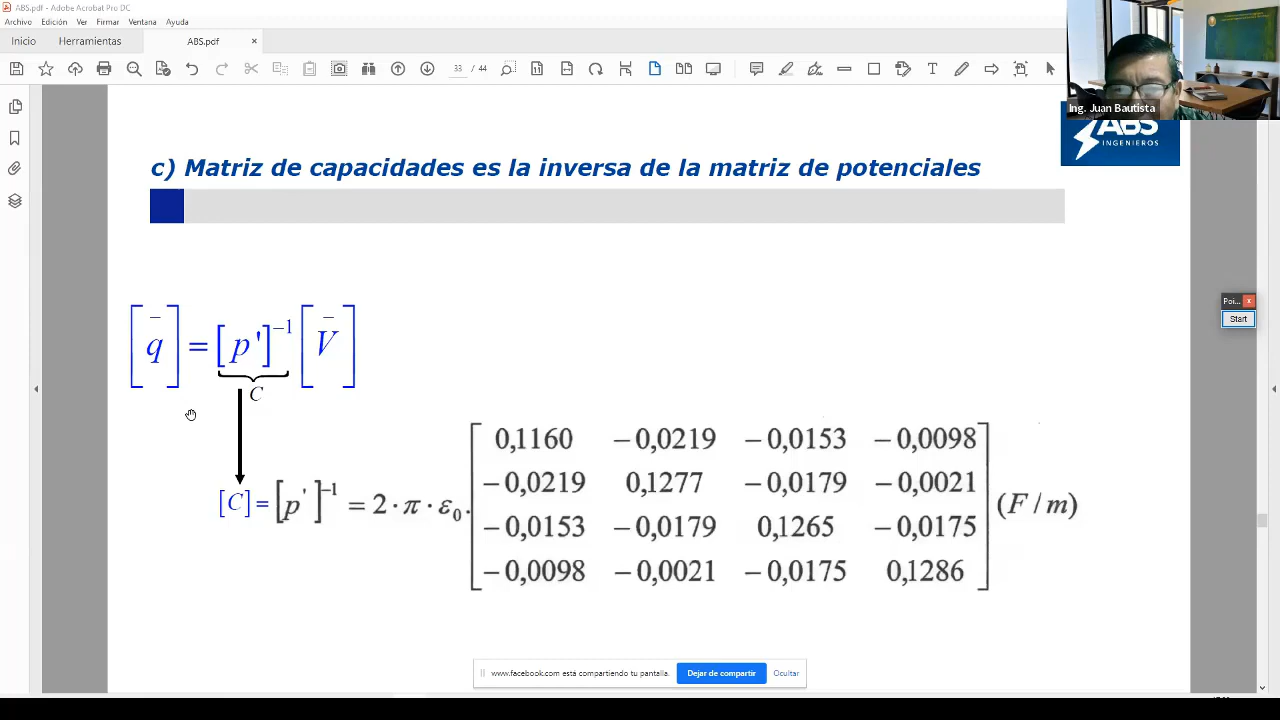 ABS.pdf - Adobe Acrobat Pro DC
Archivo Edición Ver Firmar Ventana Ayuda
Inicio Herramientas ABS.pdf ×
33 / 44
Ing. Juan Bautista
ABS
INGENIEROS
c) Matriz de capacidades es la inversa de la matriz de potenciales
Poi... x
Start
[q̄] = [p']⁻¹ [V̄]
C
[C] = [p']⁻¹ = 2·π·ε₀.
0,1160 −0,0219 −0,0153 −0,0098
−0,0219 0,1277 −0,0179 −0,0021
−0,0153 −0,0179 0,1265 −0,0175
−0,0098 −0,0021 −0,0175 0,1286
(F/m)
www.facebook.com está compartiendo tu pantalla. Dejar de compartir Ocultar